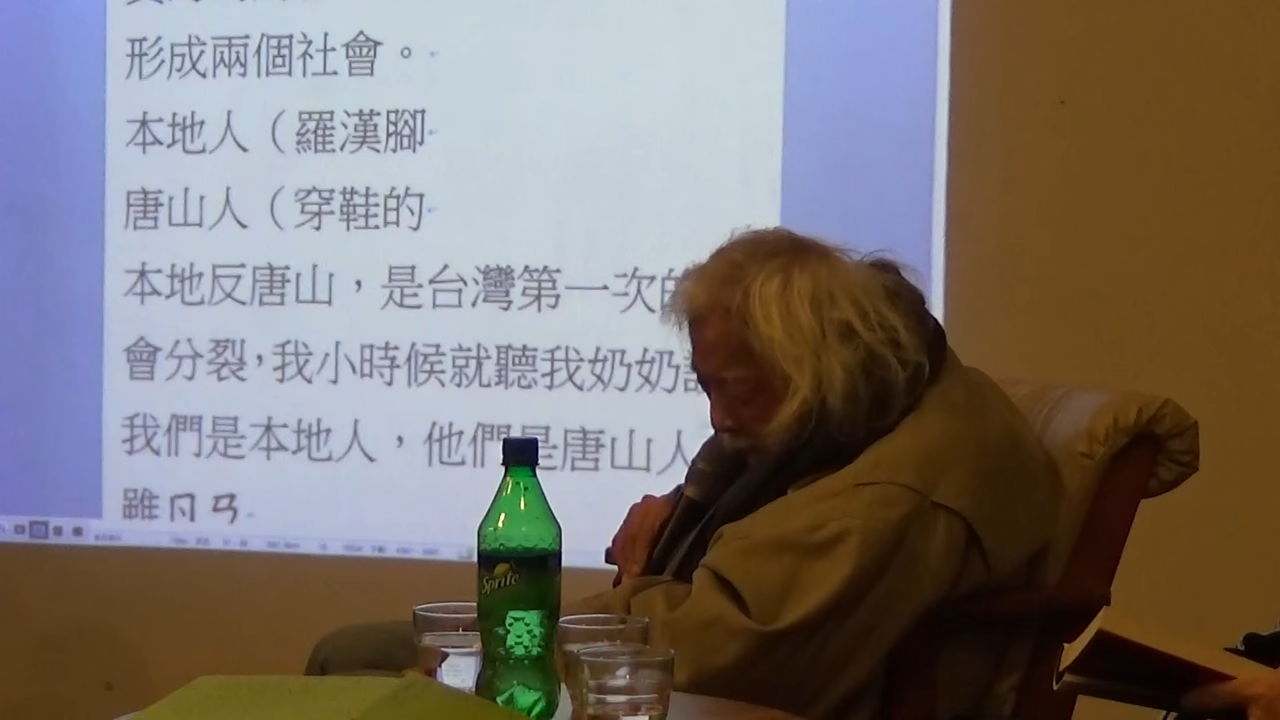 形成兩個社會。
本地人（羅漢腳
唐山人（穿鞋的
本地反唐山，是台灣第一次的
會分裂，我小時候就聽我奶奶
我們是本地人，他們是唐山人
雖
Sprite